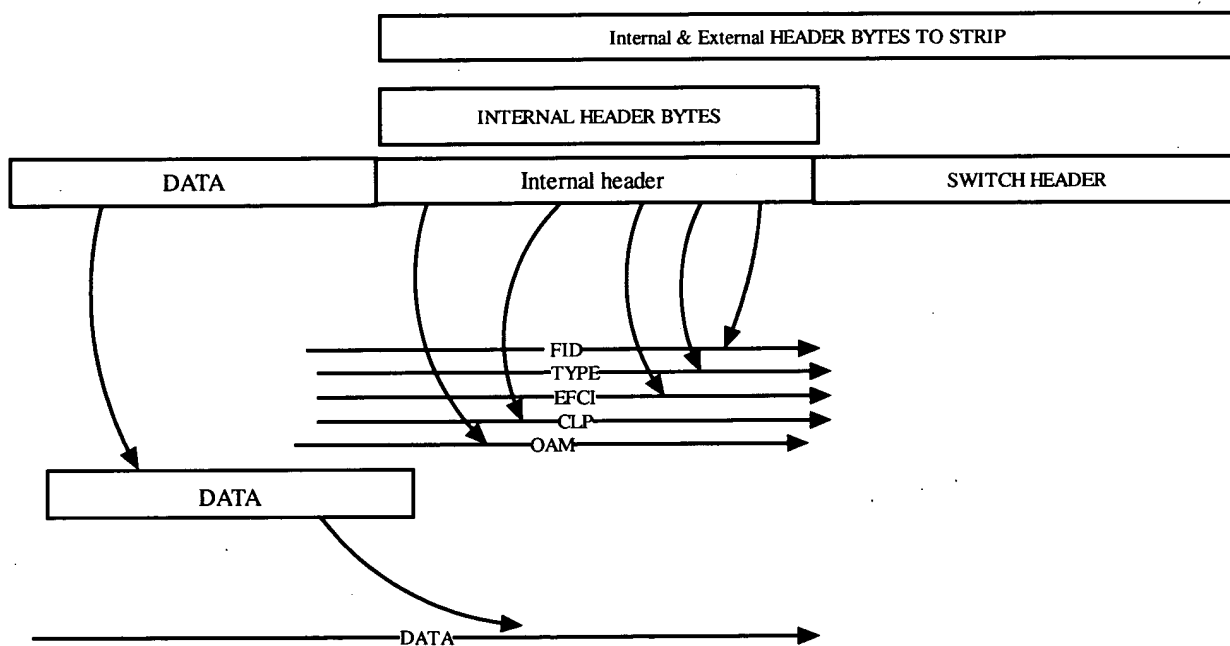 Internal & External HEADER BYTES TO STRIP
INTERNAL HEADER BYTES
DATA
Internal header
SWITCH HEADER
FID
TYPE
EFCI
CLP
OAM
DATA
DATA